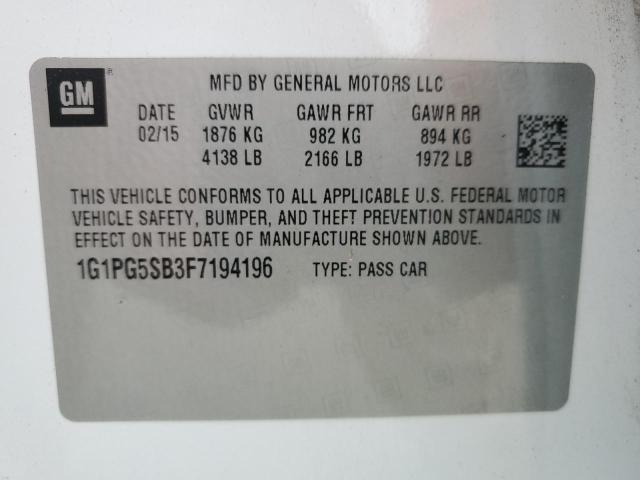 GM
MFD BY GENERAL MOTORS LLC
DATE GVWR GAWR FRT GAWR RR
02/15 1876 KG 982 KG 894 KG
4138 LB 2166 LB 1972 LB
THIS VEHICLE CONFORMS TO ALL APPLICABLE U.S. FEDERAL MOTOR
VEHICLE SAFETY, BUMPER, AND THEFT PREVENTION STANDARDS IN
EFFECT ON THE DATE OF MANUFACTURE SHOWN ABOVE.
1G1PG5SB3F7194196 TYPE: PASS CAR